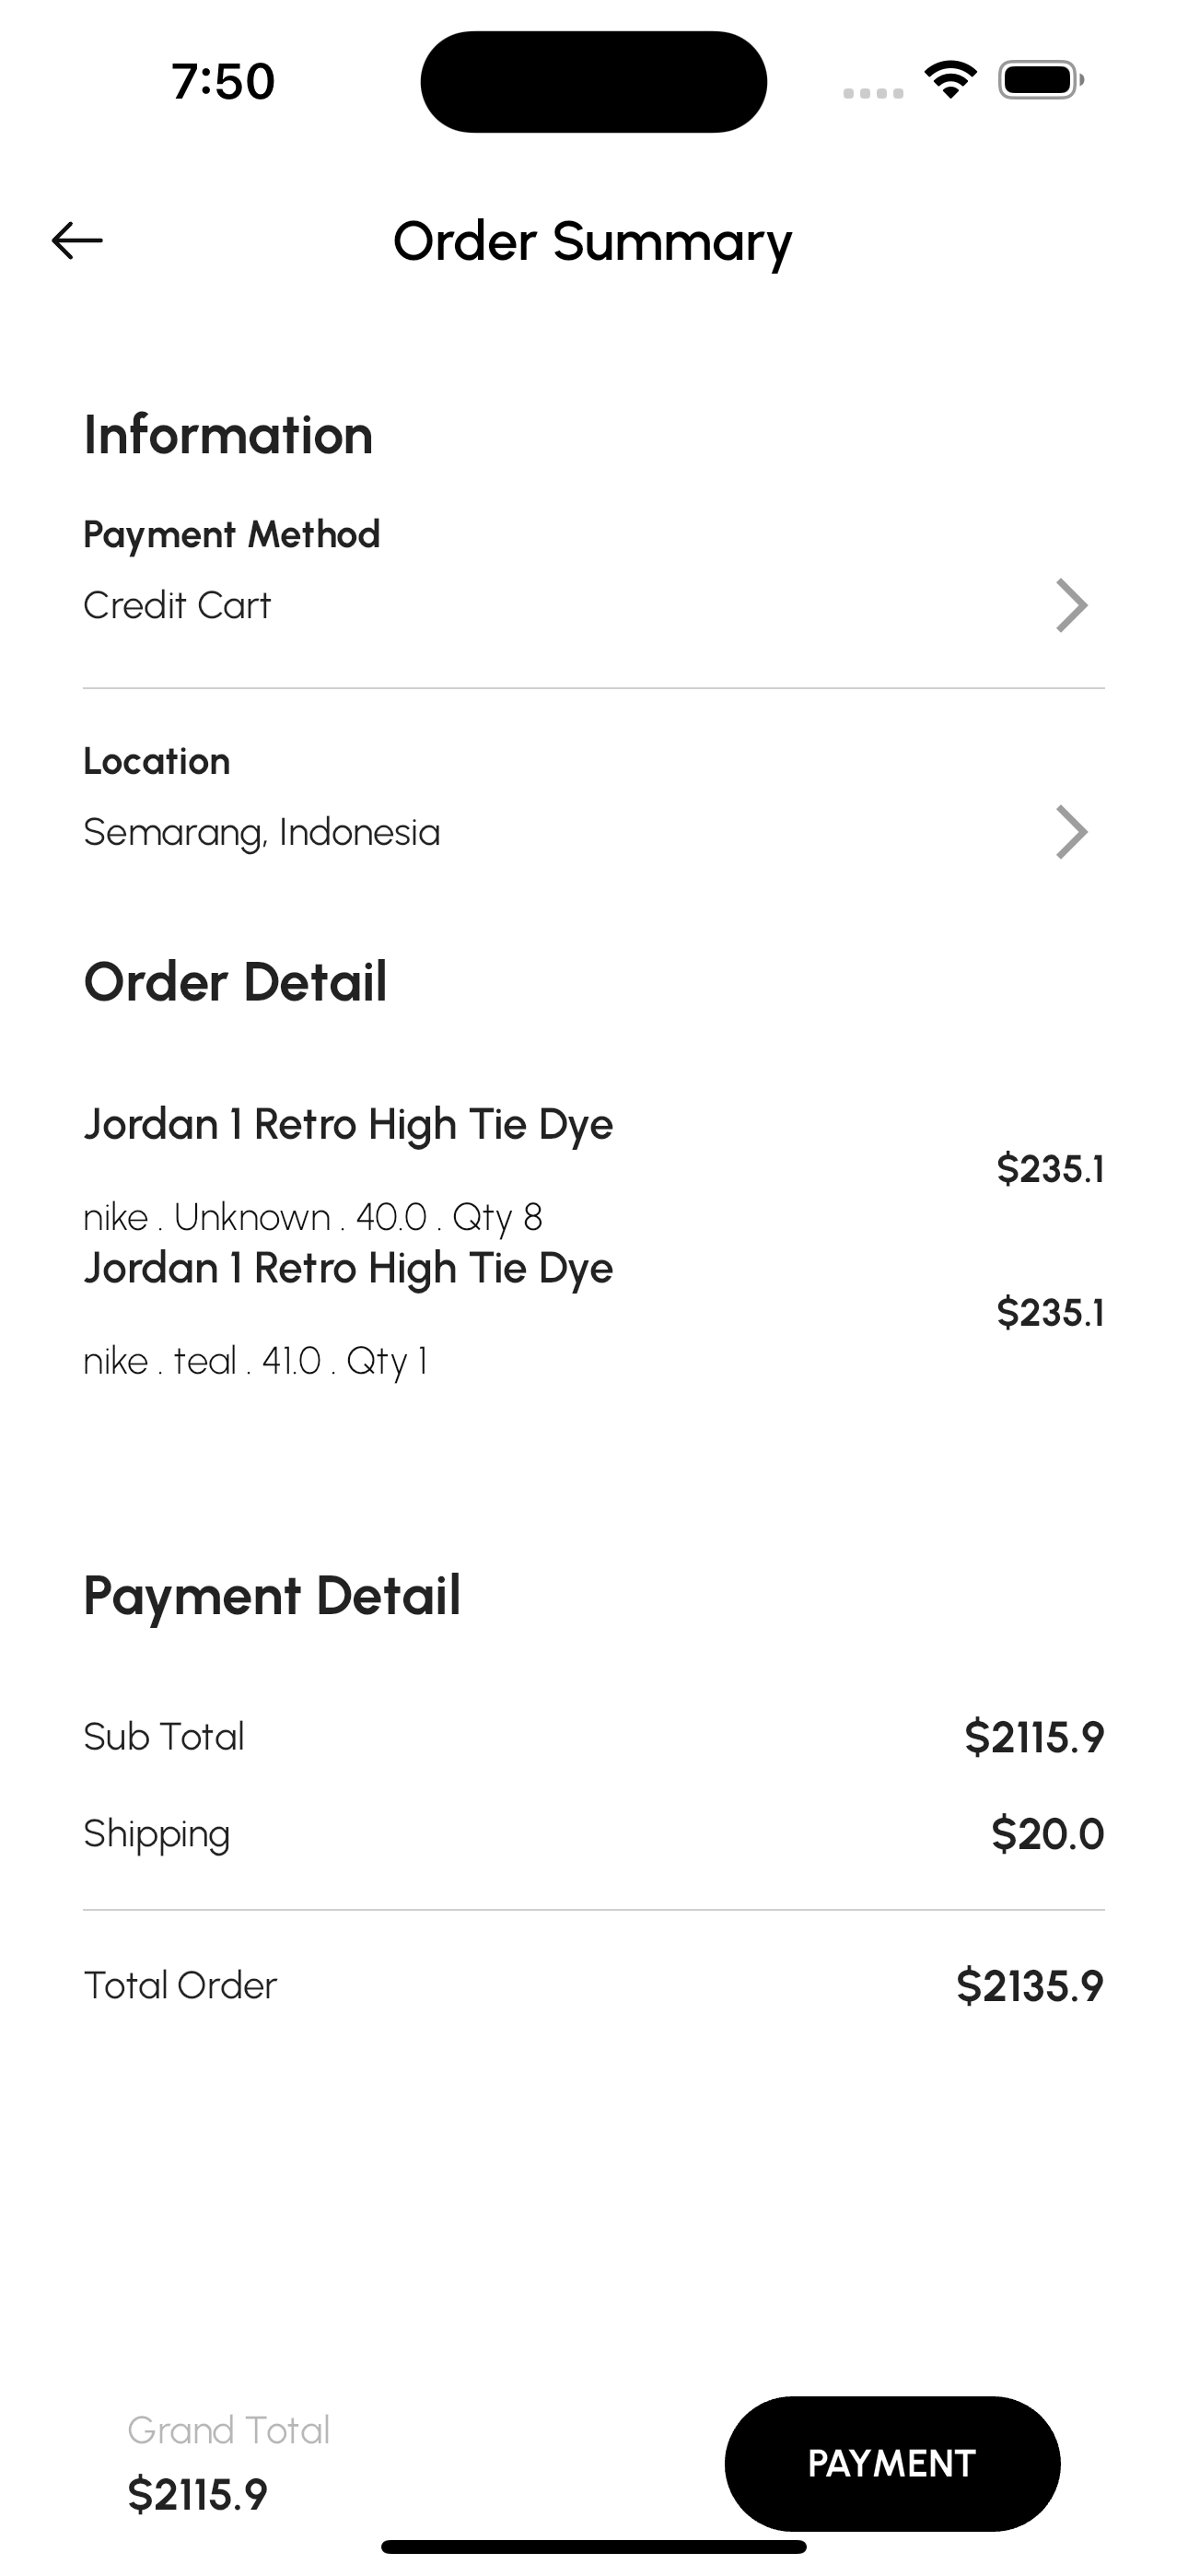 7:50
Order Summary
Information
Payment Method
Credit Cart
Location
Semarang, Indonesia
Order Detail
Jordan 1 Retro High Tie Dye
$235.1
nike . Unknown . 40.0 . Qty 8
Jordan 1 Retro High Tie Dye
$235.1
nike . teal . 41.0 . Qty 1
Payment Detail
Sub Total $2115.9
Shipping $20.0
Total Order $2135.9
Grand Total
$2115.9
PAYMENT